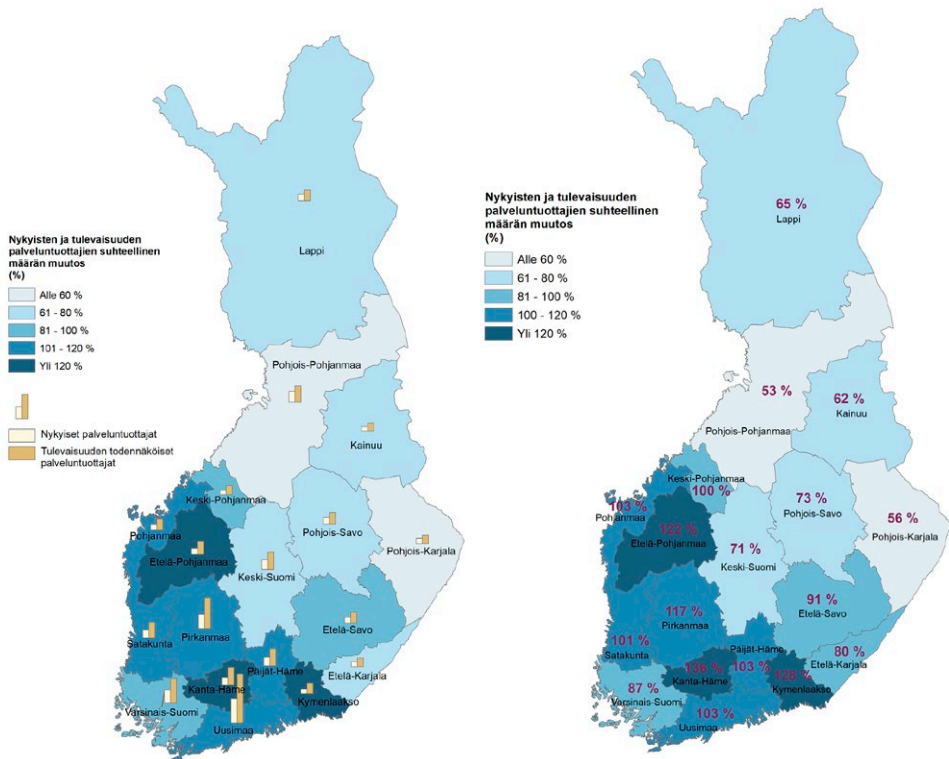 Nykyisten ja tulevaisuuden
palveluntuottajien suhteellinen
määrän muutos
(%)
Alle 60 %
61 - 80 %
81 - 100 %
101 - 120 %
Yli 120 %
Nykyiset palveluntuottajat
Tulevaisuuden todennäköiset
palveluntuottajat
Lappi
Pohjois-Pohjanmaa
Kainuu
Keski-Pohjanmaa
Pohjanmaa
Etelä-Pohjanmaa
Pohjois-Savo
Pohjois-Karjala
Keski-Suomi
Etelä-Savo
Pirkanmaa
Satakunta
Päijät-Häme
Etelä-Karjala
Kanta-Häme
Kymenlaakso
Varsinais-Suomi
Uusimaa
Nykyisten ja tulevaisuuden
palveluntuottajien suhteellinen
määrän muutos
(%)
Alle 60 %
61 - 80 %
81 - 100 %
100 - 120 %
Yli 120 %
65 %
Lappi
53 %
Pohjois-Pohjanmaa
62 %
Kainuu
Keski-Pohjanmaa
100 %
103 %
Pohjanmaa
122 %
Etelä-Pohjanmaa
73 %
Pohjois-Savo
56 %
Pohjois-Karjala
71 %
Keski-Suomi
91 %
Etelä-Savo
117 %
Pirkanmaa
101 %
Satakunta
Päijät-Häme
103 %
80 %
Etelä-Karjala
136 %
Kanta-Häme
128 %
Kymenlaakso
87 %
Varsinais-Suomi
103 %
Uusimaa